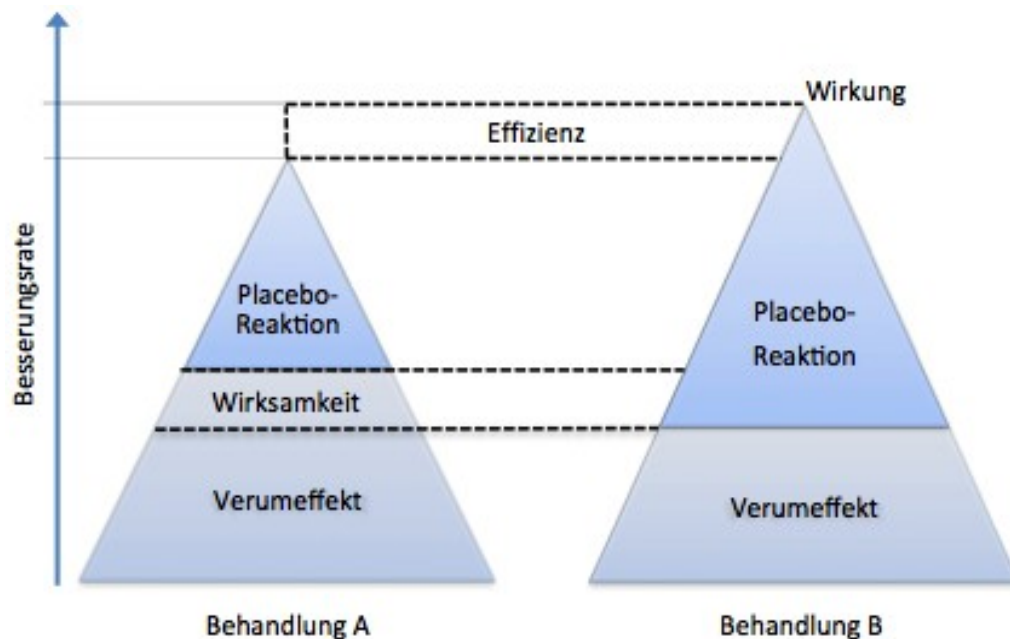 Wirkung
Effizienz
Besserungsrate
Placebo-
Reaktion
Placebo-
Reaktion
Wirksamkeit
Verumeffekt
Verumeffekt
Behandlung A
Behandlung B